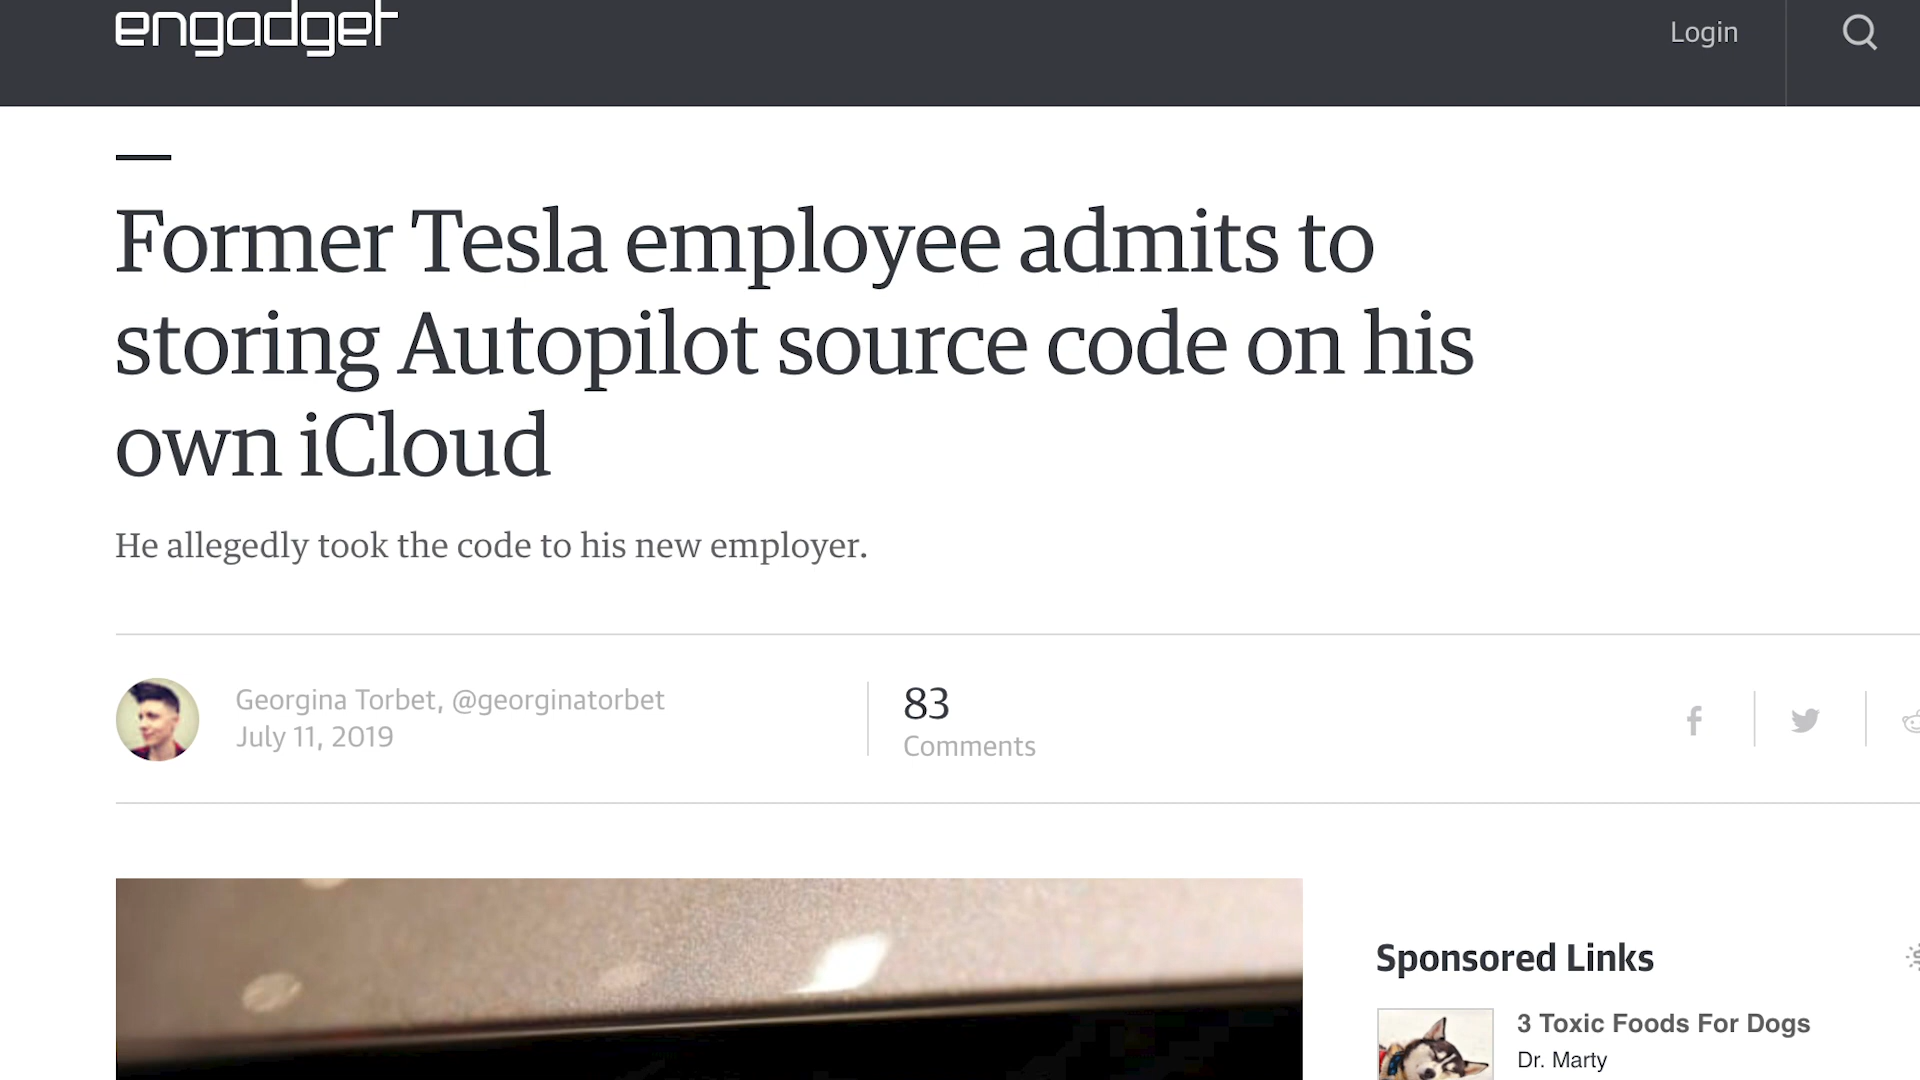 engadget
Login
Former Tesla employee admits to
storing Autopilot source code on his
own iCloud
He allegedly took the code to his new employer.
Georgina Torbet, @georginatorbet
July 11, 2019
83
Comments
Sponsored Links
3 Toxic Foods For Dogs
Dr. Marty